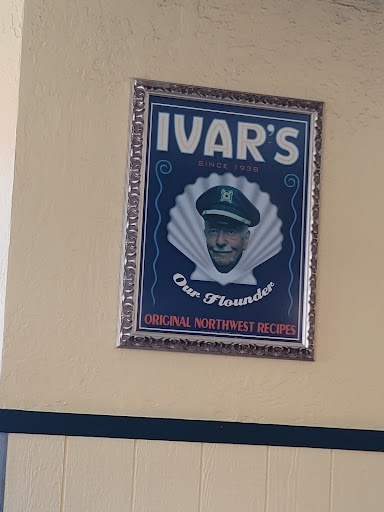 IVAR'S
SINCE 1938
Our Flounder
ORIGINAL NORTHWEST RECIPES